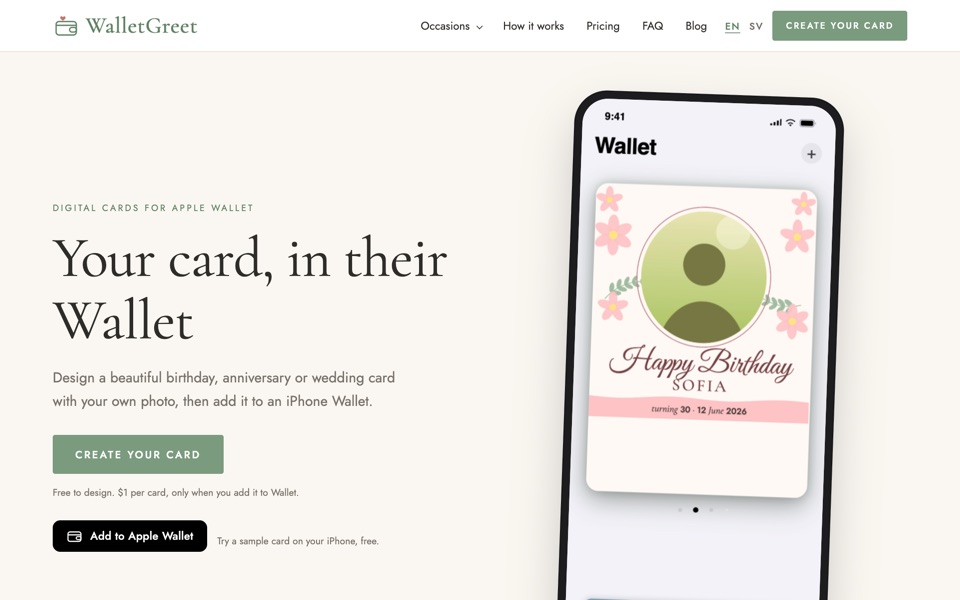 WalletGreet
Occasions
How it works
Pricing
FAQ
Blog
EN
SV
CREATE YOUR CARD
DIGITAL CARDS FOR APPLE WALLET
Your card, in their
Wallet
Design a beautiful birthday, anniversary or wedding card
with your own photo, then add it to an iPhone Wallet.
CREATE YOUR CARD
Free to design. $1 per card, only when you add it to Wallet.
Add to Apple Wallet
Try a sample card on your iPhone, free.
9:41
Wallet
Happy Birthday
SOFIA
turning 30 · 12 June 2026